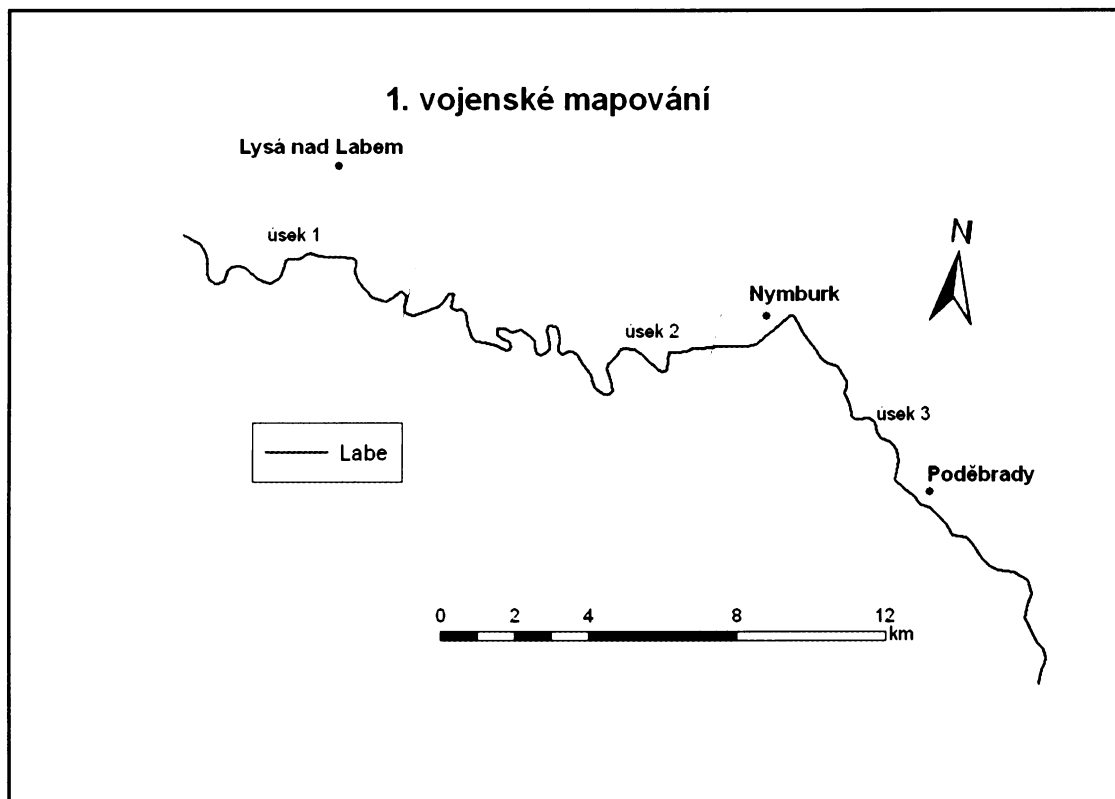 1. vojenské mapování
Lysá nad Labem
úsek 1
N
Nymburk
úsek 2
úsek 3
Labe
Poděbrady
0 2 4 8 12
km